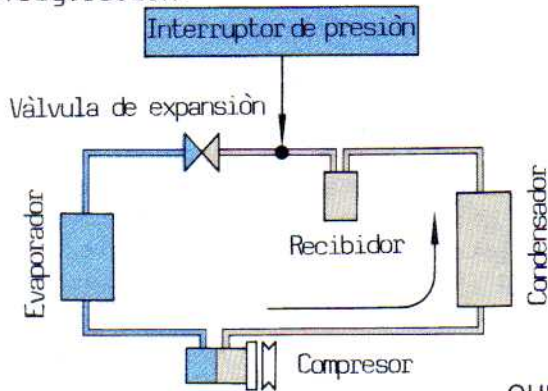 Interruptor de presiòn
Vàlvula de expansiòn
Evaporador
Recibidor
Condensador
Compresor